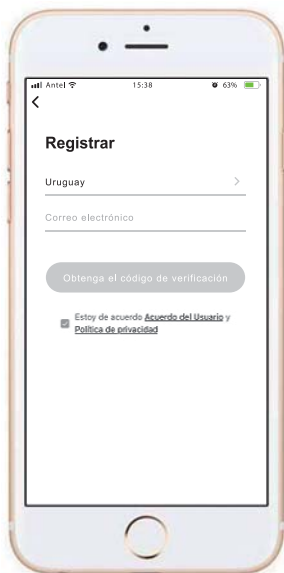 Antel 15:38 63%
Registrar
Uruguay
Correo electrónico
Obtenga el código de verificación
Estoy de acuerdo Acuerdo del Usuario y
Política de privacidad